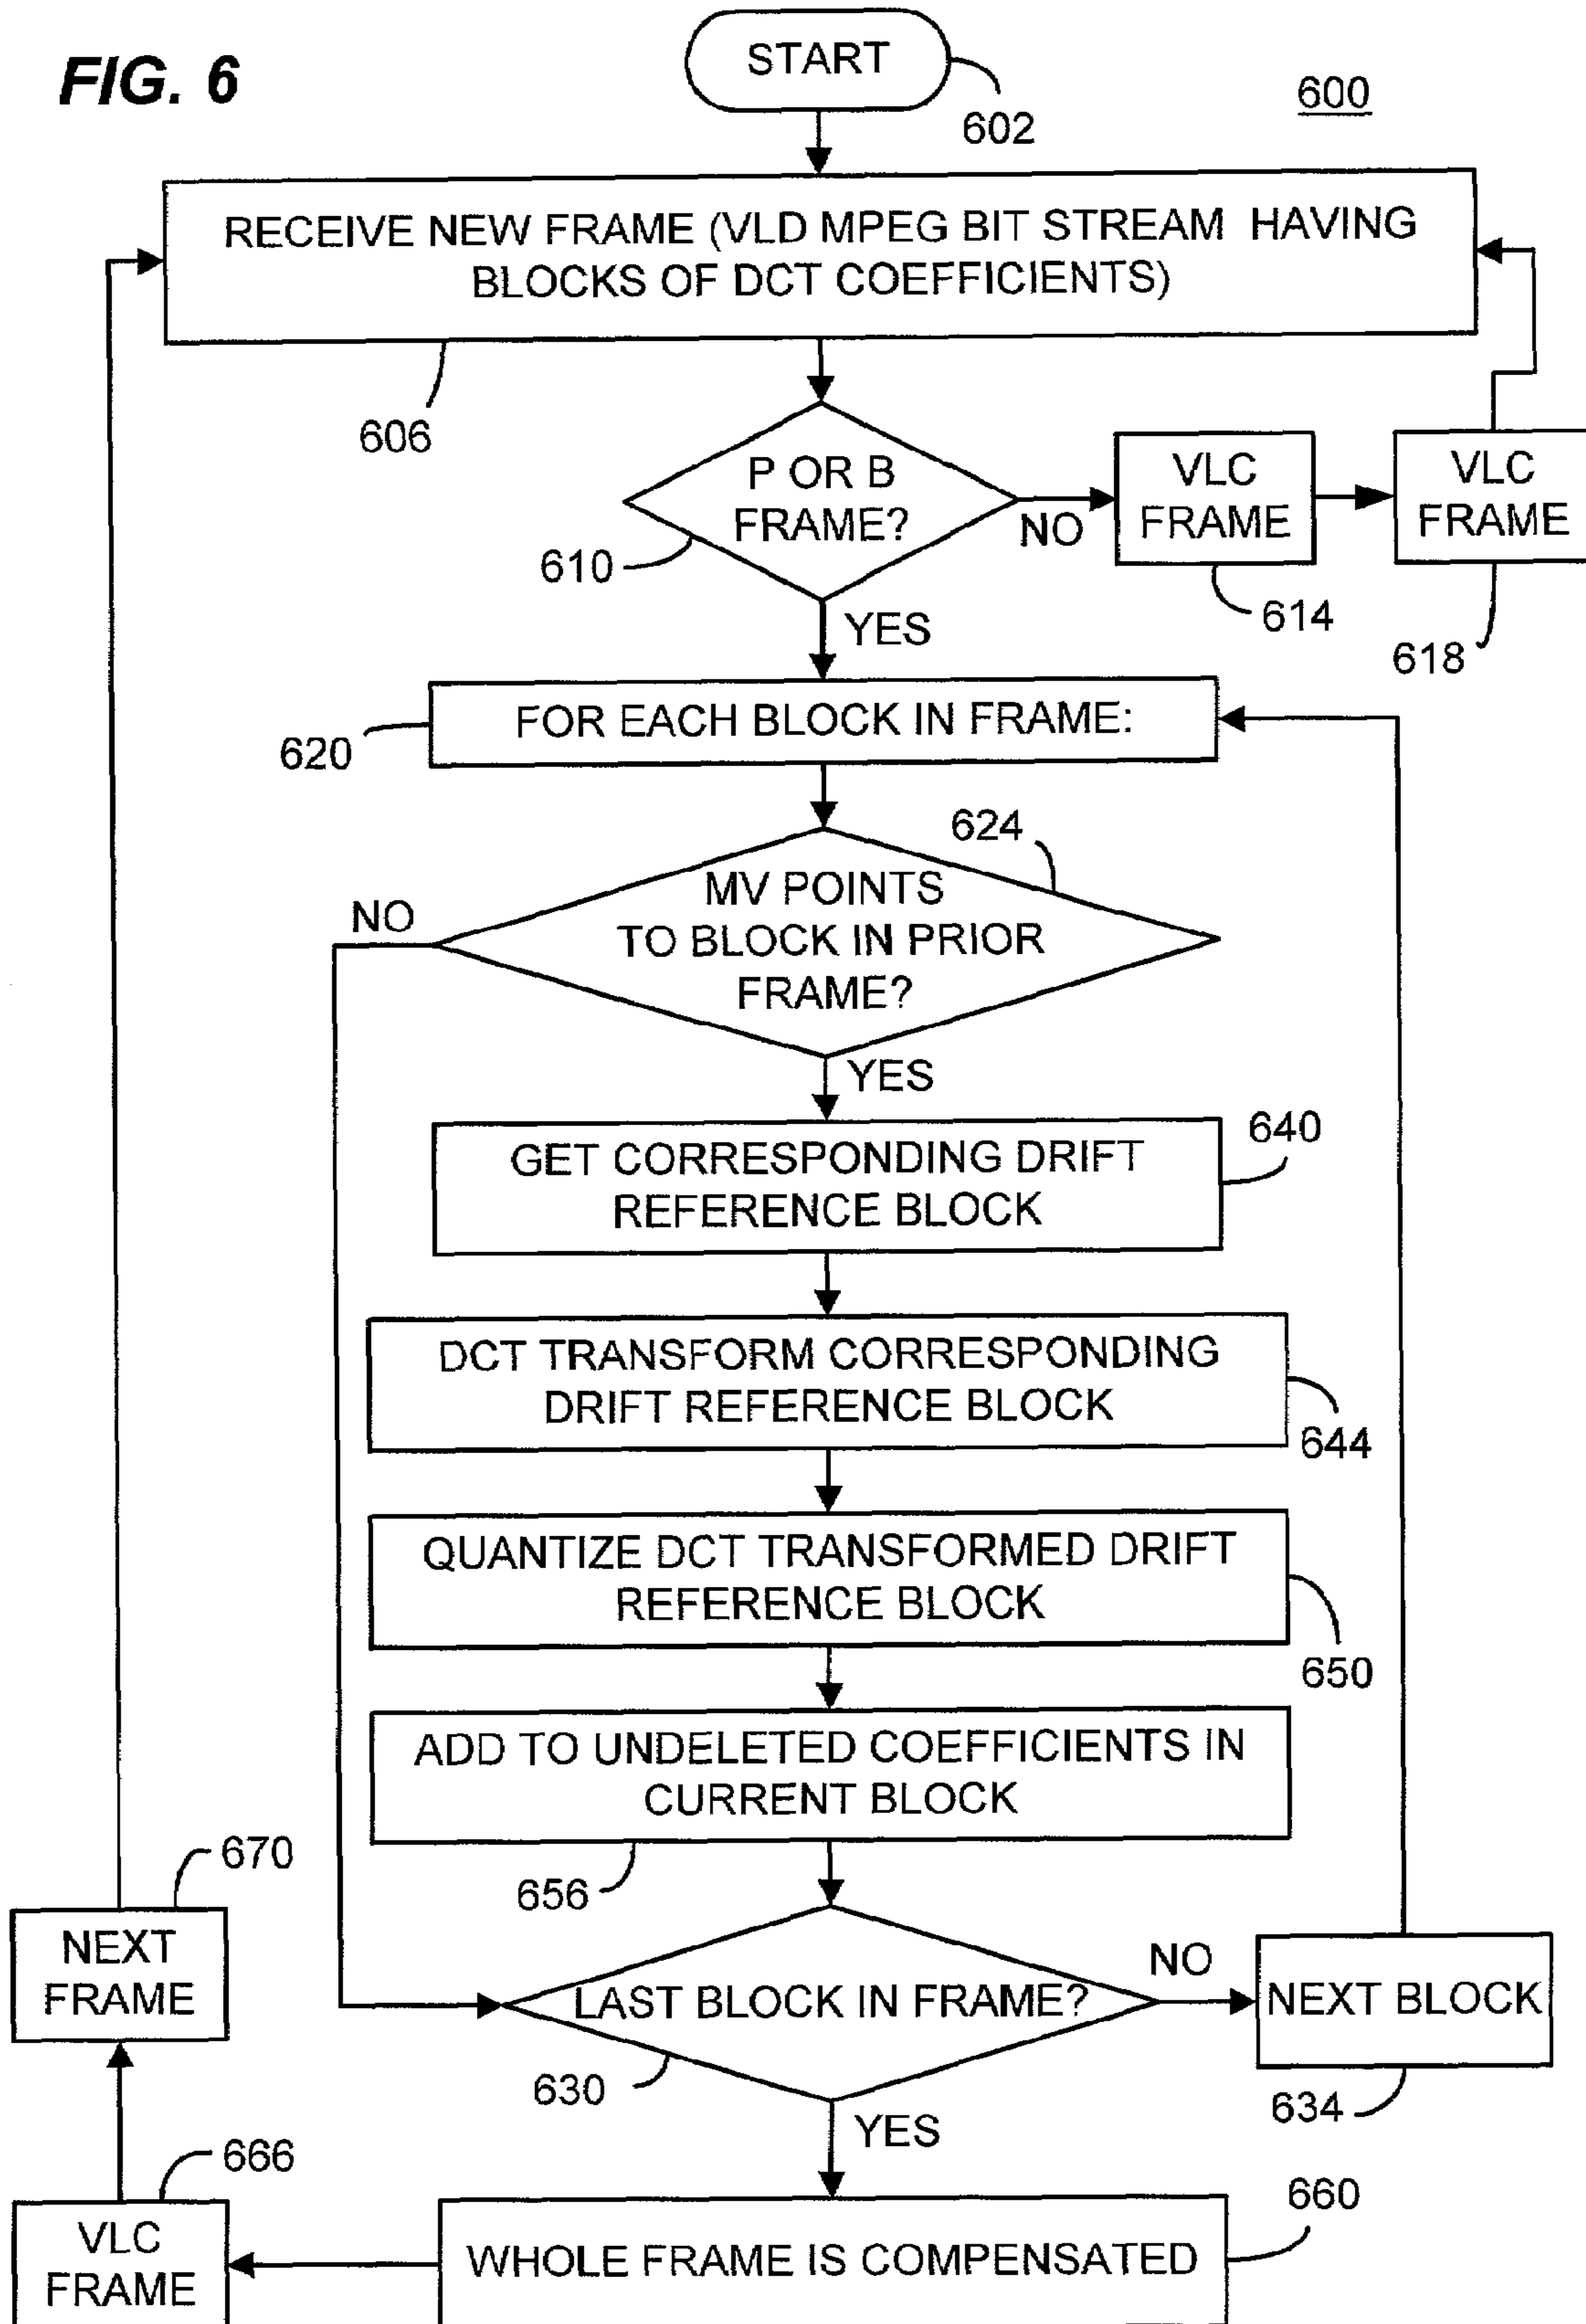 FIG. 6
START
602
600
RECEIVE NEW FRAME (VLD MPEG BIT STREAM HAVING
BLOCKS OF DCT COEFFICIENTS)
606
P OR B
FRAME?
610
NO
VLC
FRAME
614
VLC
FRAME
618
YES
FOR EACH BLOCK IN FRAME:
620
624
MV POINTS
TO BLOCK IN PRIOR
FRAME?
NO
YES
GET CORRESPONDING DRIFT
REFERENCE BLOCK
640
DCT TRANSFORM CORRESPONDING
DRIFT REFERENCE BLOCK
644
QUANTIZE DCT TRANSFORMED DRIFT
REFERENCE BLOCK
650
ADD TO UNDELETED COEFFICIENTS IN
CURRENT BLOCK
656
670
NEXT
FRAME
LAST BLOCK IN FRAME?
NO
NEXT BLOCK
630
634
YES
666
VLC
FRAME
WHOLE FRAME IS COMPENSATED
660